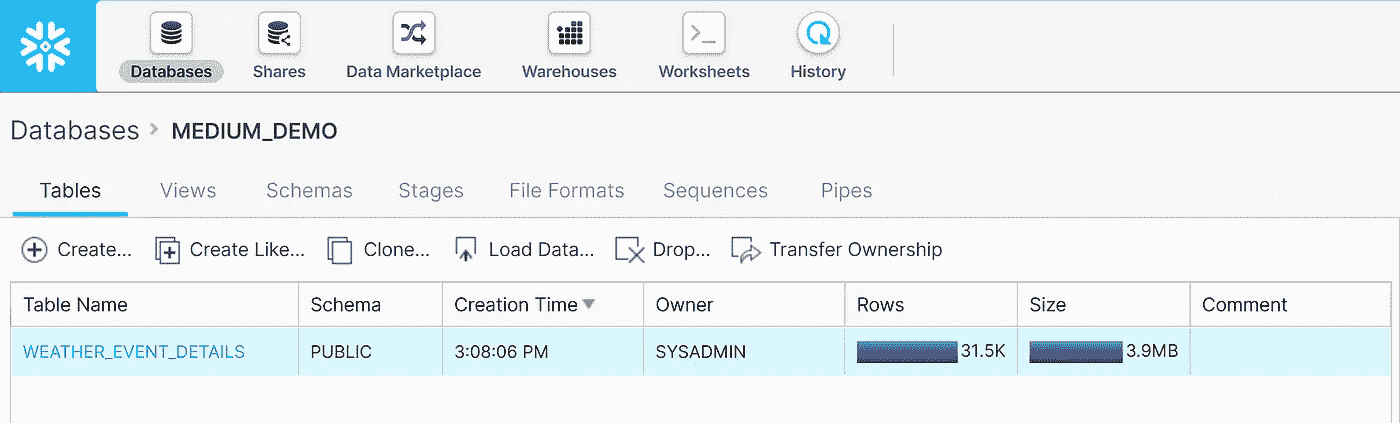 Databases Shares Data Marketplace Warehouses Worksheets History
Databases > MEDIUM_DEMO
Tables Views Schemas Stages File Formats Sequences Pipes
Create... Create Like... Clone... Load Data... Drop... Transfer Ownership
Table Name Schema Creation Time Owner Rows Size Comment
WEATHER_EVENT_DETAILS PUBLIC 3:08:06 PM SYSADMIN 31.5K 3.9MB